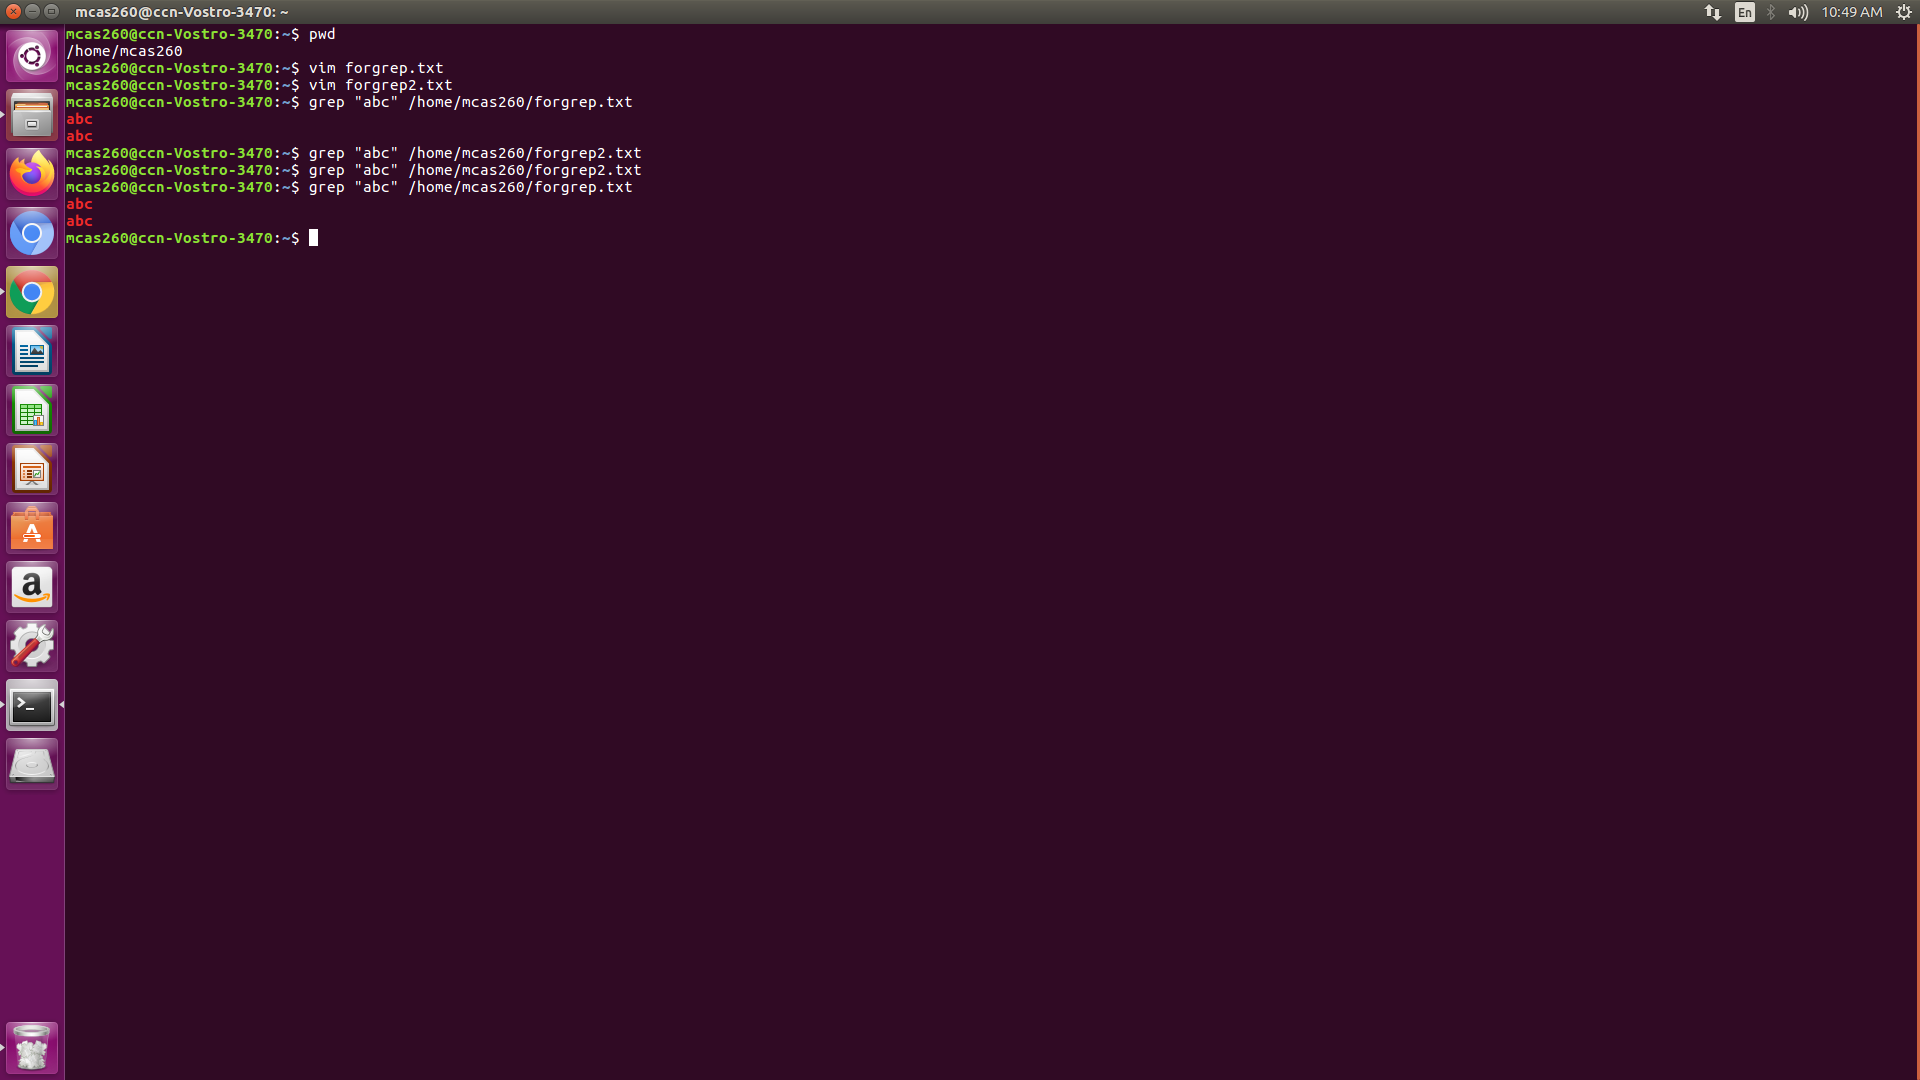 mcas260@ccn-Vostro-3470: ~
En
10:49 AM
mcas260@ccn-Vostro-3470:~$ pwd
/home/mcas260
mcas260@ccn-Vostro-3470:~$ vim forgrep.txt
mcas260@ccn-Vostro-3470:~$ vim forgrep2.txt
mcas260@ccn-Vostro-3470:~$ grep "abc" /home/mcas260/forgrep.txt
abc
abc
mcas260@ccn-Vostro-3470:~$ grep "abc" /home/mcas260/forgrep2.txt
mcas260@ccn-Vostro-3470:~$ grep "abc" /home/mcas260/forgrep2.txt
mcas260@ccn-Vostro-3470:~$ grep "abc" /home/mcas260/forgrep.txt
abc
abc
mcas260@ccn-Vostro-3470:~$